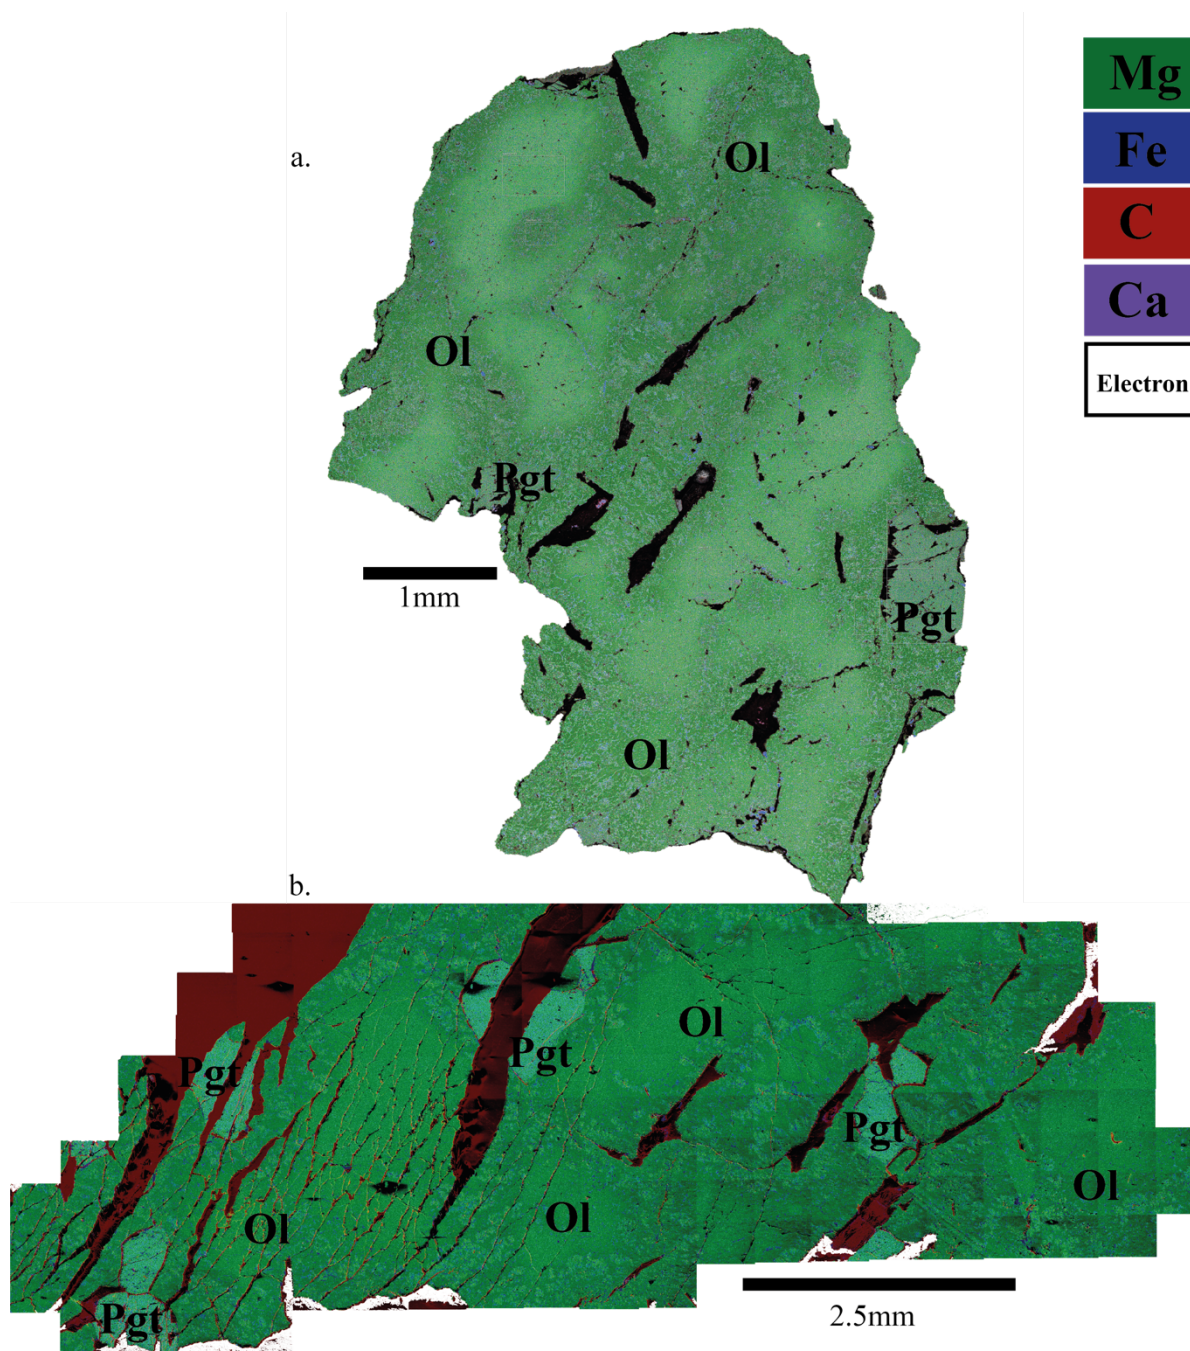 a.
Mg
Fe
C
Ca
Electron
Ol
Ol
Pgt
1mm
Pgt
Ol
b.
Ol
Pgt
Pgt
Pgt
Ol
Ol
Ol
Pgt
2.5mm